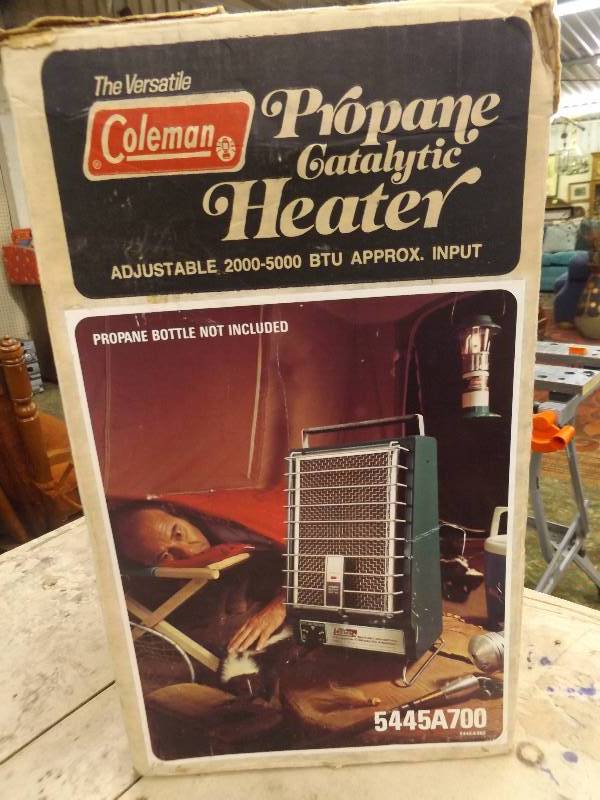 The Versatile
Coleman
®
Propane
Catalytic
Heater
ADJUSTABLE 2000-5000 BTU APPROX. INPUT
PROPANE BOTTLE NOT INCLUDED
5445A700